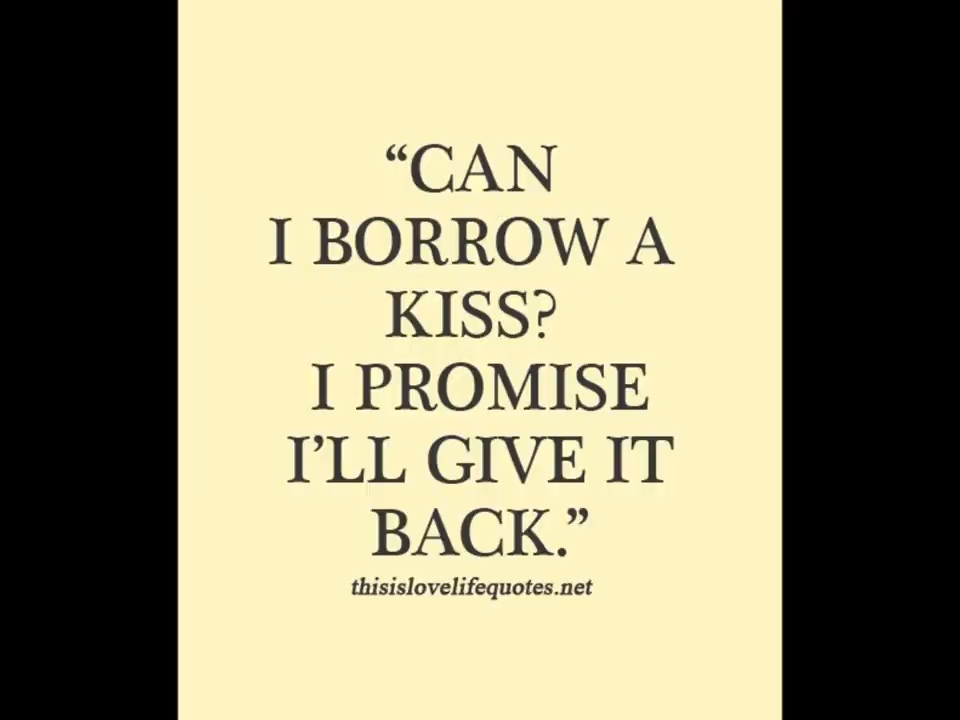 “CAN
I BORROW A
KISS?
I PROMISE
I’LL GIVE IT
BACK.”
thisislovelifequotes.net